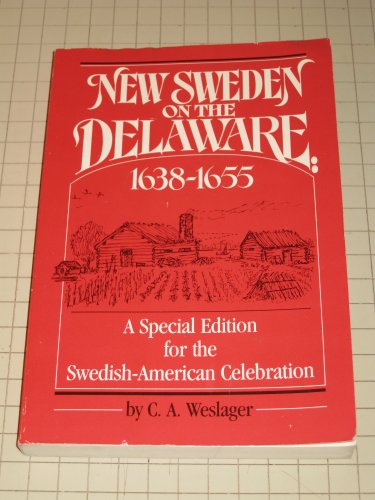 NEW SWEDEN
ON THE
DELAWARE:
1638-1655
A Special Edition
for the
Swedish-American Celebration
by C. A. Weslager